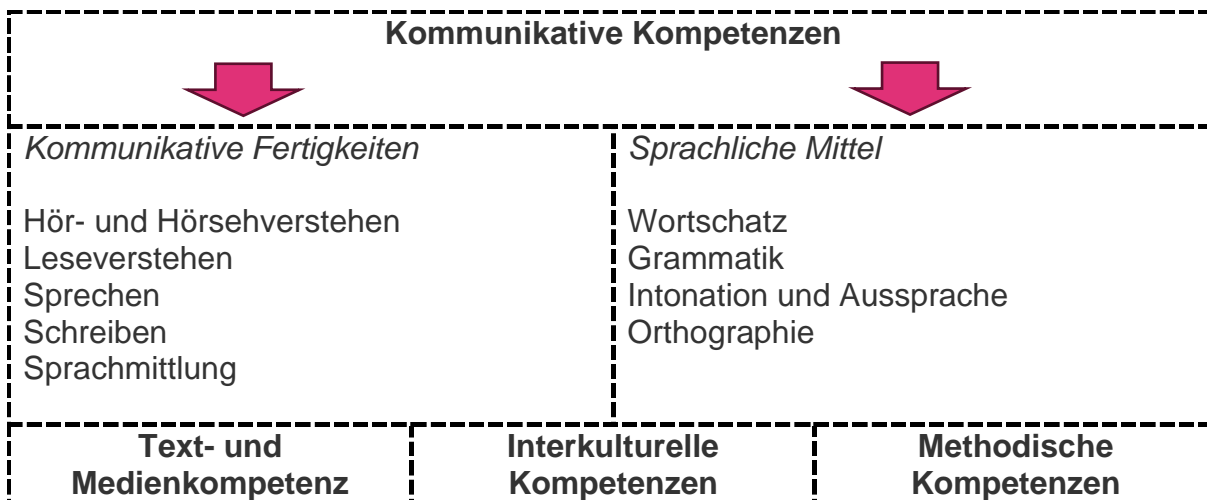 Kommunikative Kompetenzen
Kommunikative Fertigkeiten
Hör- und Hörsehverstehen
Leseverstehen
Sprechen
Schreiben
Sprachmittlung
Sprachliche Mittel
Wortschatz
Grammatik
Intonation und Aussprache
Orthographie
Text- und
Medienkompetenz
Interkulturelle
Kompetenzen
Methodische
Kompetenzen